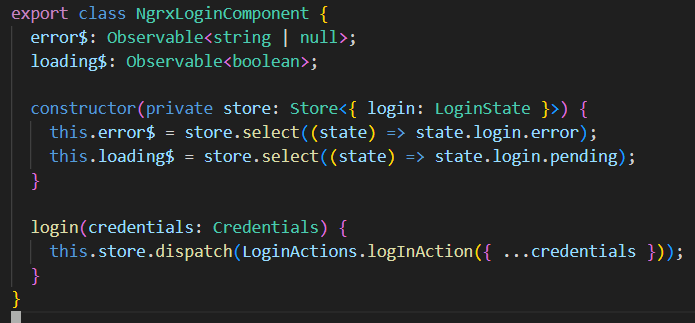 export class NgrxLoginComponent {
  error$: Observable<string | null>;
  loading$: Observable<boolean>;
  constructor(private store: Store<{ login: LoginState }>) {
    this.error$ = store.select((state) => state.login.error);
    this.loading$ = store.select((state) => state.login.pending);
  }
  login(credentials: Credentials) {
    this.store.dispatch(LoginActions.logInAction({ ...credentials }));
  }
}